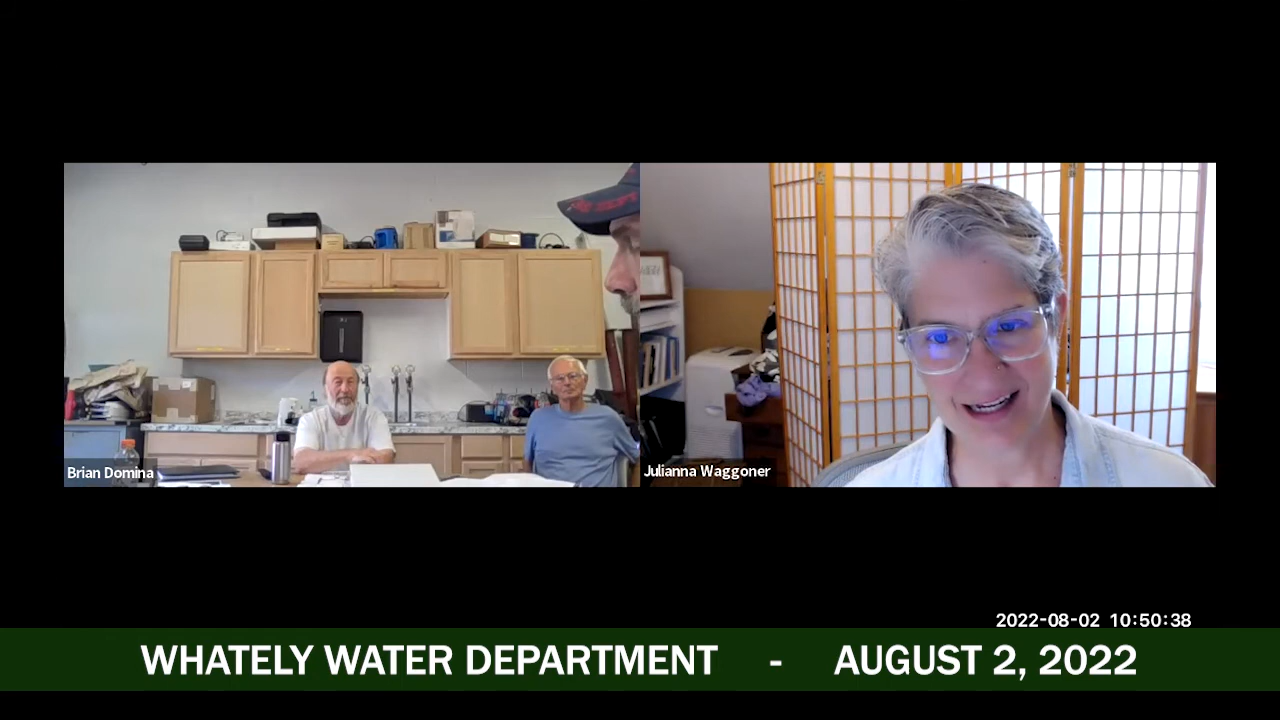 Brian Domina
Julianna Waggoner
2022-08-02 10:50:38
WHATELY WATER DEPARTMENT - AUGUST 2, 2022